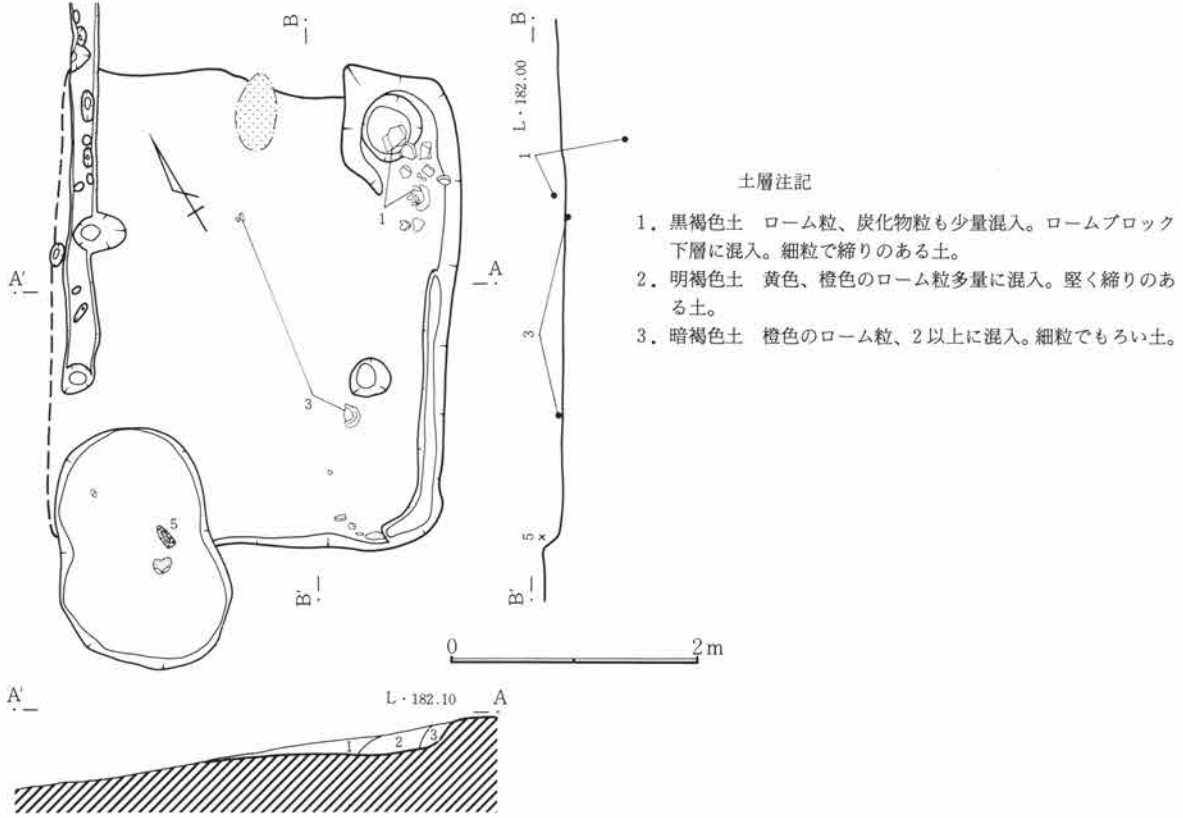 B
B
L・182.00
1
土層注記
1．黒褐色土　ローム粒、炭化物粒も少量混入。ロームブロック
下層に混入。細粒で締りのある土。
2．明褐色土　黄色、橙色のローム粒多量に混入。堅く締りのあ
る土。
3．暗褐色土　橙色のローム粒、2以上に混入。細粒でもろい土。
1
A'
A
3
3
5
5
B'
B'
0
2m
A'
L・182.10
A
1
2
3